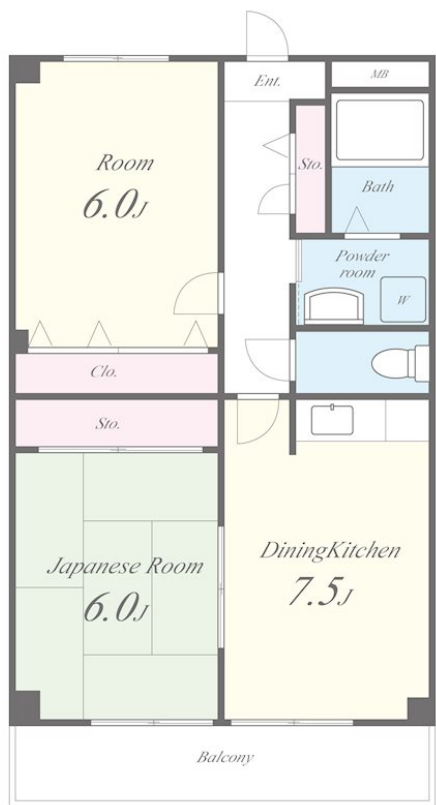 Ent.
MB
Room
6.0J
Sto.
Bath
Powder
room
W
Clo.
Sto.
Japanese Room
6.0J
DiningKitchen
7.5J
Balcony